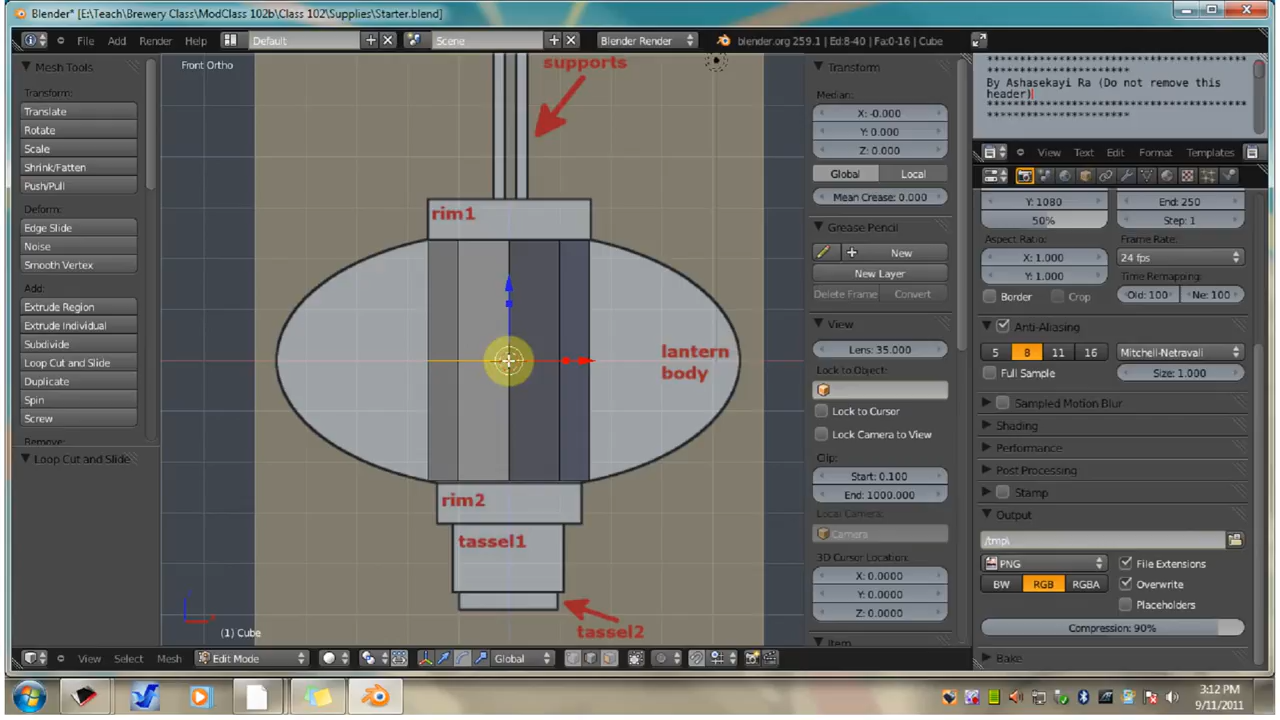 Blender* [E:\Teach\Brewery Class\ModClass 102b\Class 102\Supplies\Starter.blend]
File Add Render Help Default Scene Blender Render blender.org 259.1 | Ed:8-40 | Fa:0-16 | Cube
Mesh Tools
Transform:
Translate
Rotate
Scale
Shrink/Fatten
Push/Pull
Deform:
Edge Slide
Noise
Smooth Vertex
Add:
Extrude Region
Extrude Individual
Subdivide
Loop Cut and Slide
Duplicate
Spin
Screw
Remove:
Loop Cut and Slide
Front Ortho
supports
rim1
lantern
body
rim2
tassel1
tassel2
(1) Cube
View Select Mesh Edit Mode Global
Transform
Median:
X: -0.000
Y: 0.000
Z: 0.000
Global Local
Mean Crease: 0.000
Grease Pencil
New
New Layer
Delete Frame Convert
View
Lens: 35.000
Lock to Object:
Lock to Cursor
Lock Camera to View
Clip:
Start: 0.100
End: 1000.000
Local Camera:
Camera
3D Cursor Location:
X: 0.0000
Y: 0.0000
Z: 0.0000
Item
By Ashasekayi Ra (Do not remove this
header)
View Text Edit Format Templates
Y: 1080 End: 250
50% Step: 1
Aspect Ratio: Frame Rate:
X: 1.000 24 fps
Y: 1.000 Time Remapping:
Border Crop Old: 100 Ne: 100
Anti-Aliasing
5 8 11 16 Mitchell-Netravali
Full Sample Size: 1.000
Sampled Motion Blur
Shading
Performance
Post Processing
Stamp
Output
/tmp\
PNG File Extensions
BW RGB RGBA Overwrite
Placeholders
Compression: 90%
Bake
3:12 PM
9/11/2011